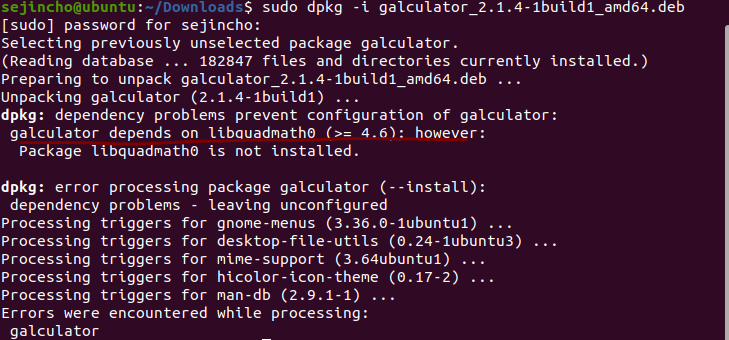 sejincho@ubuntu:~/Downloads$ sudo dpkg -i galculator_2.1.4-1build1_amd64.deb
[sudo] password for sejincho:
Selecting previously unselected package galculator.
(Reading database ... 182847 files and directories currently installed.)
Preparing to unpack galculator_2.1.4-1build1_amd64.deb ...
Unpacking galculator (2.1.4-1build1) ...
dpkg: dependency problems prevent configuration of galculator:
 galculator depends on libquadmath0 (>= 4.6); however:
  Package libquadmath0 is not installed.

dpkg: error processing package galculator (--install):
 dependency problems - leaving unconfigured
Processing triggers for gnome-menus (3.36.0-1ubuntu1) ...
Processing triggers for desktop-file-utils (0.24-1ubuntu3) ...
Processing triggers for mime-support (3.64ubuntu1) ...
Processing triggers for hicolor-icon-theme (0.17-2) ...
Processing triggers for man-db (2.9.1-1) ...
Errors were encountered while processing:
 galculator